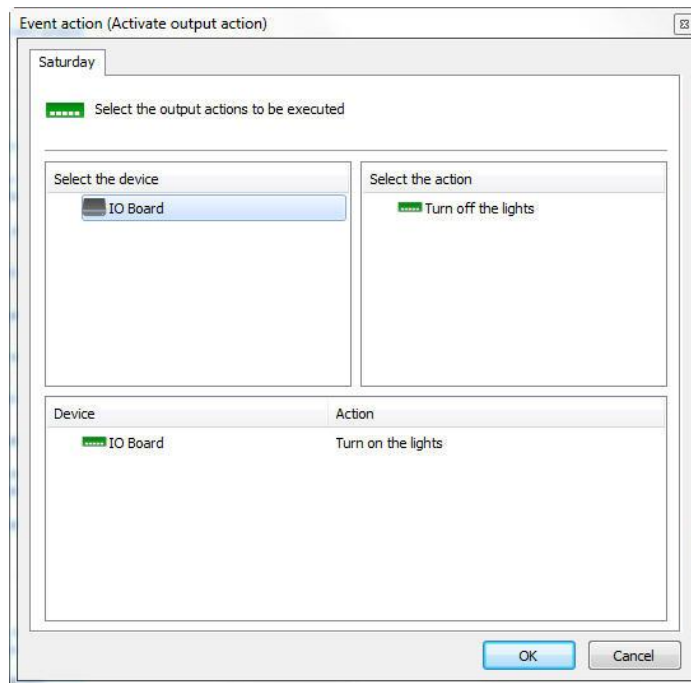 Event action (Activate output action)
Saturday
Select the output actions to be executed
Select the device
IO Board
Select the action
Turn off the lights
Device Action
IO Board Turn on the lights
OK Cancel